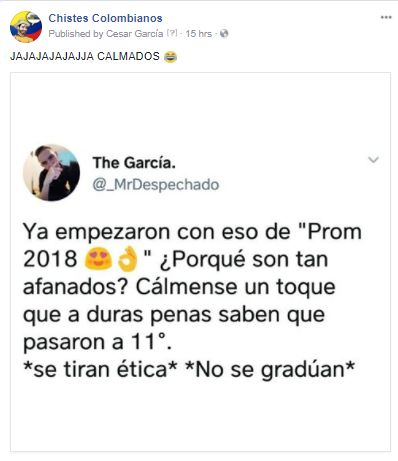 Chistes Colombianos
Published by Cesar García [?] · 15 hrs ·
JAJAJAJAJAJJA CALMADOS 😂
The García.
@_MrDespechado
Ya empezaron con eso de "Prom
2018 😍👌" ¿Porqué son tan
afanados? Cálmense un toque
que a duras penas saben que
pasaron a 11°.
*se tiran ética* *No se gradúan*